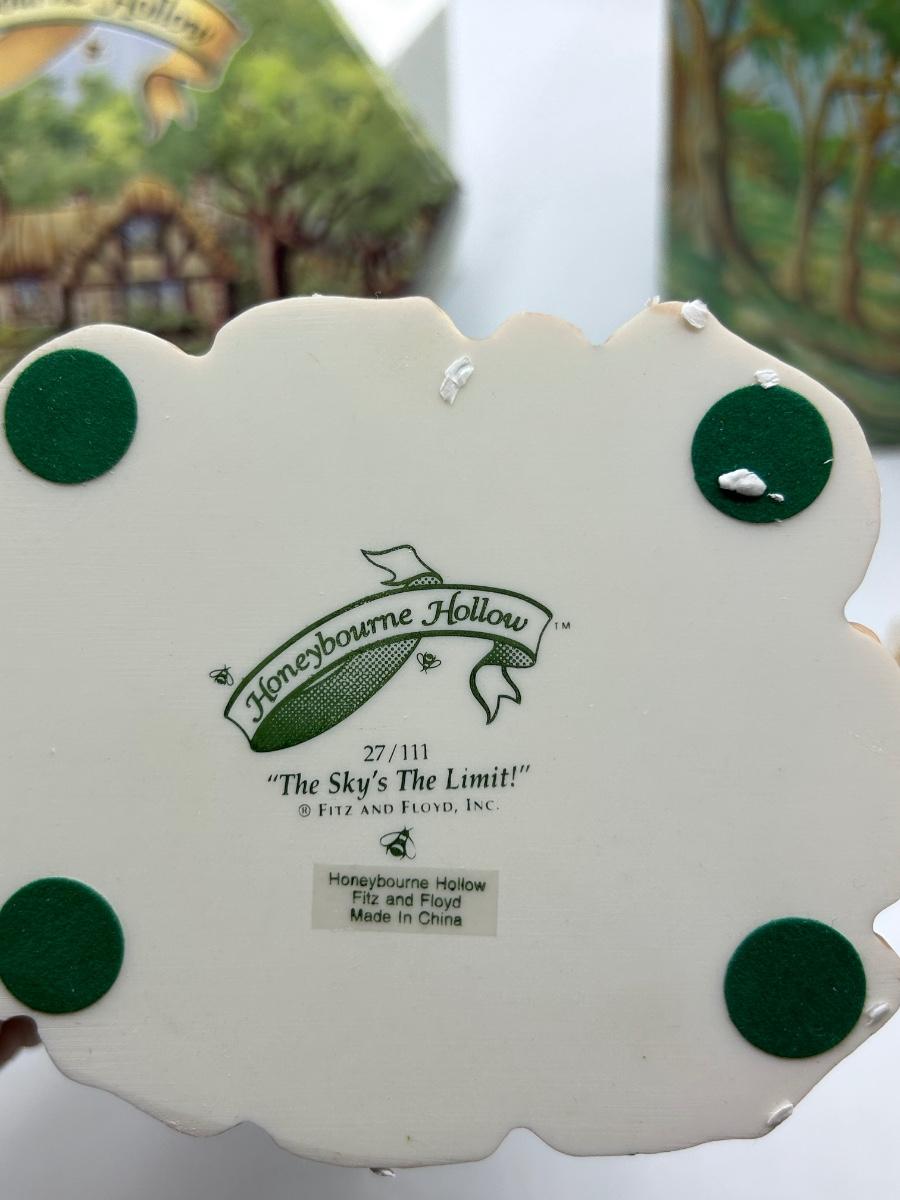 Hollow
Honeybourne Hollow ™
27/111
“The Sky’s The Limit!”
® FITZ AND FLOYD, INC.
Honeybourne Hollow
Fitz and Floyd
Made In China